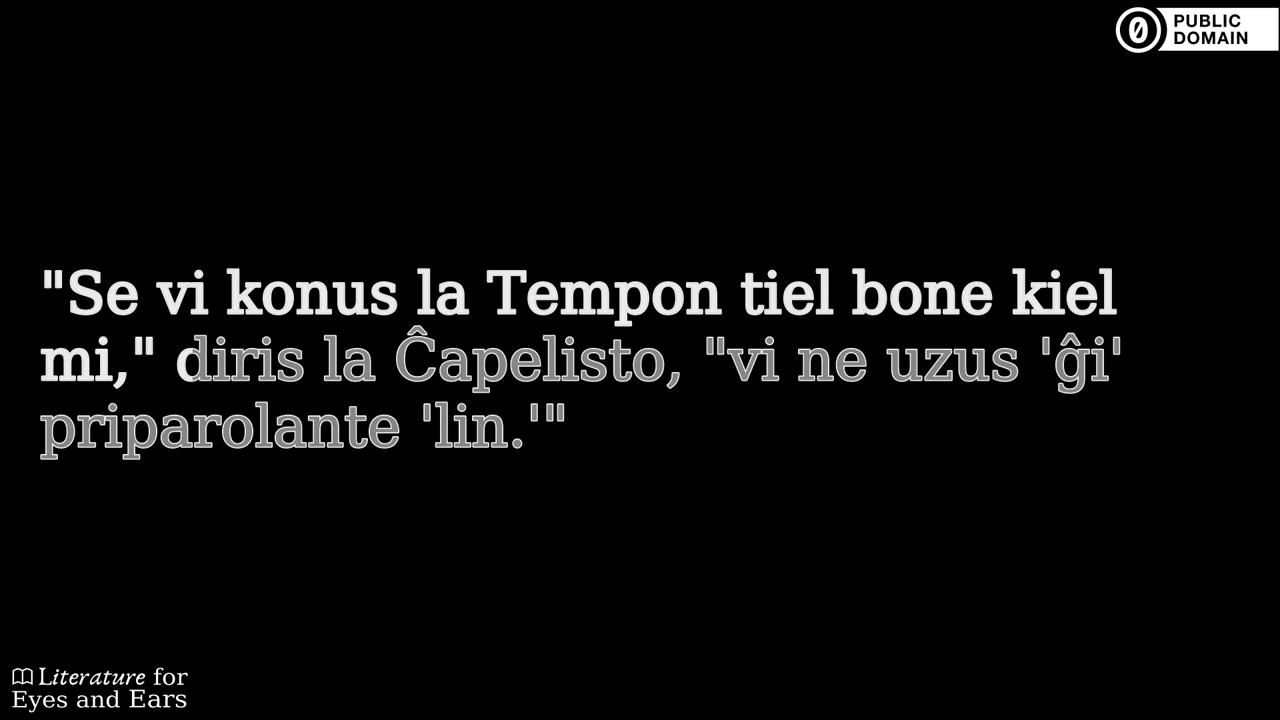 PUBLIC
DOMAIN
"Se vi konus la Tempon tiel bone kiel
mi," diris la Ĉapelisto, "vi ne uzus 'ĝi'
priparolante 'lin.'"
Literature for
Eyes and Ears